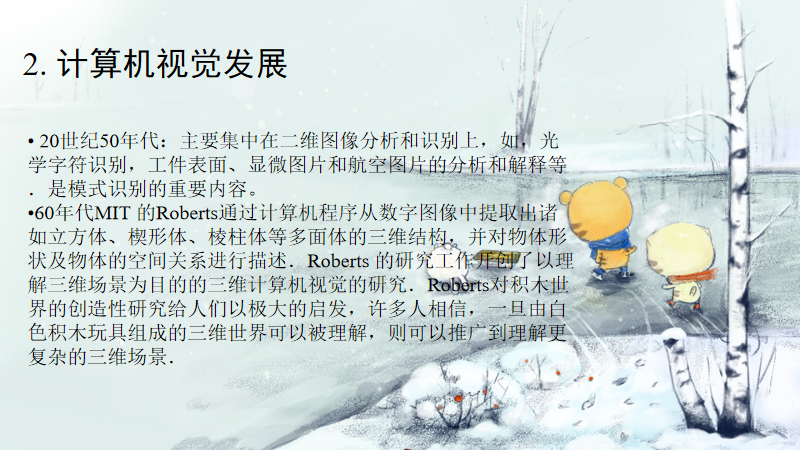 2. 计算机视觉发展
• 20世纪50年代：主要集中在二维图像分析和识别上，如，光
学字符识别，工件表面、显微图片和航空图片的分析和解释等
．是模式识别的重要内容。
•60年代MIT 的Roberts通过计算机程序从数字图像中提取出诸
如立方体、楔形体、棱柱体等多面体的三维结构，并对物体形
状及物体的空间关系进行描述．Roberts 的研究工作开创了以理
解三维场景为目的的三维计算机视觉的研究．Roberts对积木世
界的创造性研究给人们以极大的启发，许多人相信，一旦由白
色积木玩具组成的三维世界可以被理解，则可以推广到理解更
复杂的三维场景．